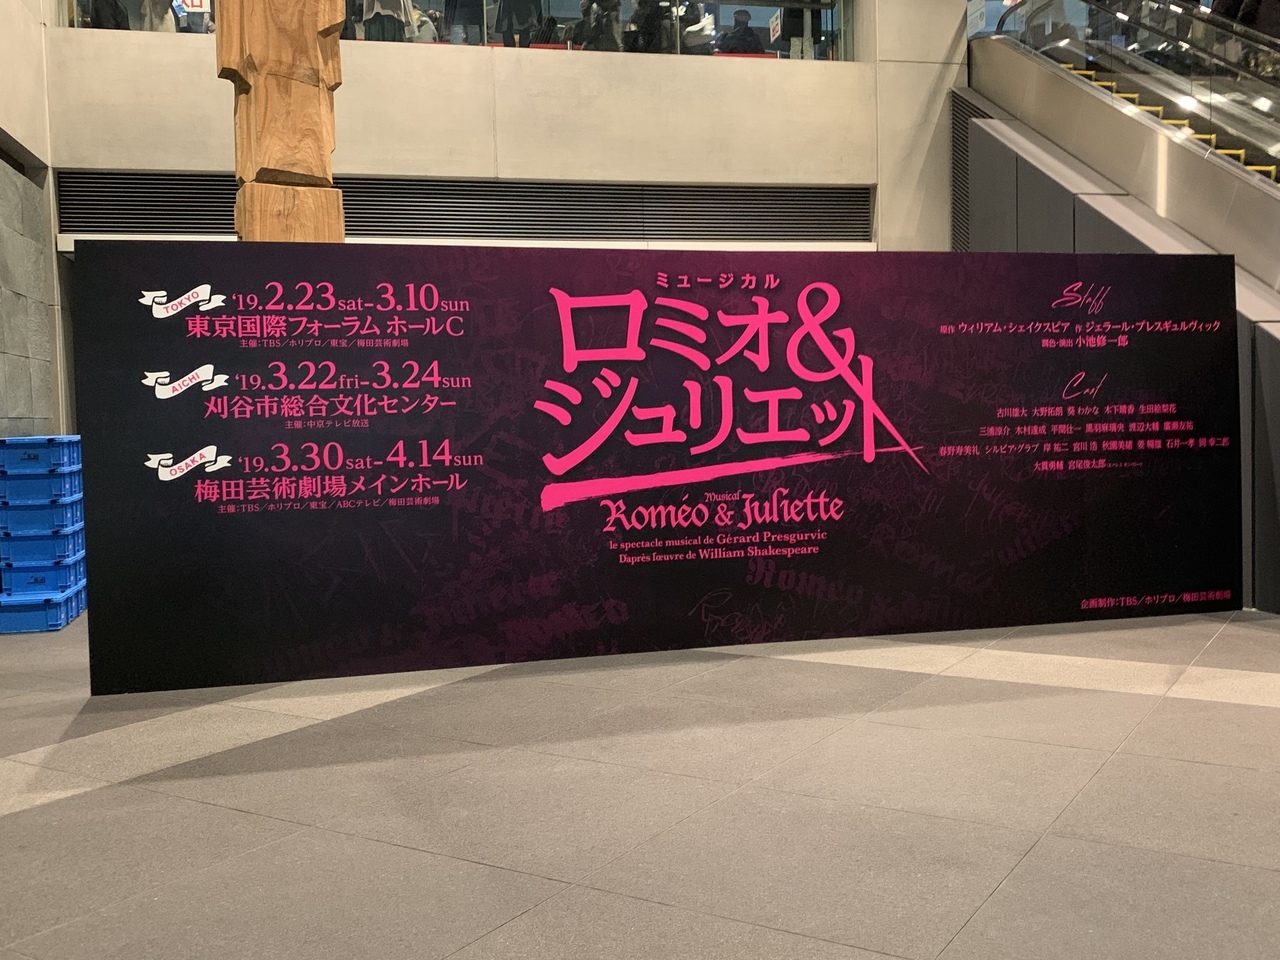 TOKYO
'19.2.23sat-3.10sun
東京国際フォーラム ホールC
主催:TBS/ホリプロ/東宝/梅田芸術劇場
AICHI
'19.3.22fri-3.24sun
刈谷市総合文化センター
主催:中京テレビ放送
OSAKA
'19.3.30sat-4.14sun
梅田芸術劇場メインホール
主催:TBS/ホリプロ/東宝/ABCテレビ/梅田芸術劇場
ミュージカル
ロミオ&
ジュリエット
Musical
Roméo & Juliette
le spectacle musical de Gérard Presgurvic
D'après l'œuvre de William Shakespeare
Staff
原作 ウィリアム・シェイクスピア 作 ジェラール・プレスギュルヴィック
潤色・演出 小池修一郎
Cast
古川雄大 大野拓朗 葵わかな 木下晴香 生田絵梨花
三浦涼介 木村達成 平間壮一 黒羽麻璃央 渡辺大輔 廣瀬友祐
春野寿美礼 シルビア・グラブ 岸 祐二 宮川 浩 秋園美緒 姜 暢雄 石井一孝 岡 幸二郎
大貫勇輔 宮尾俊太郎
企画制作:TBS/ホリプロ/梅田芸術劇場